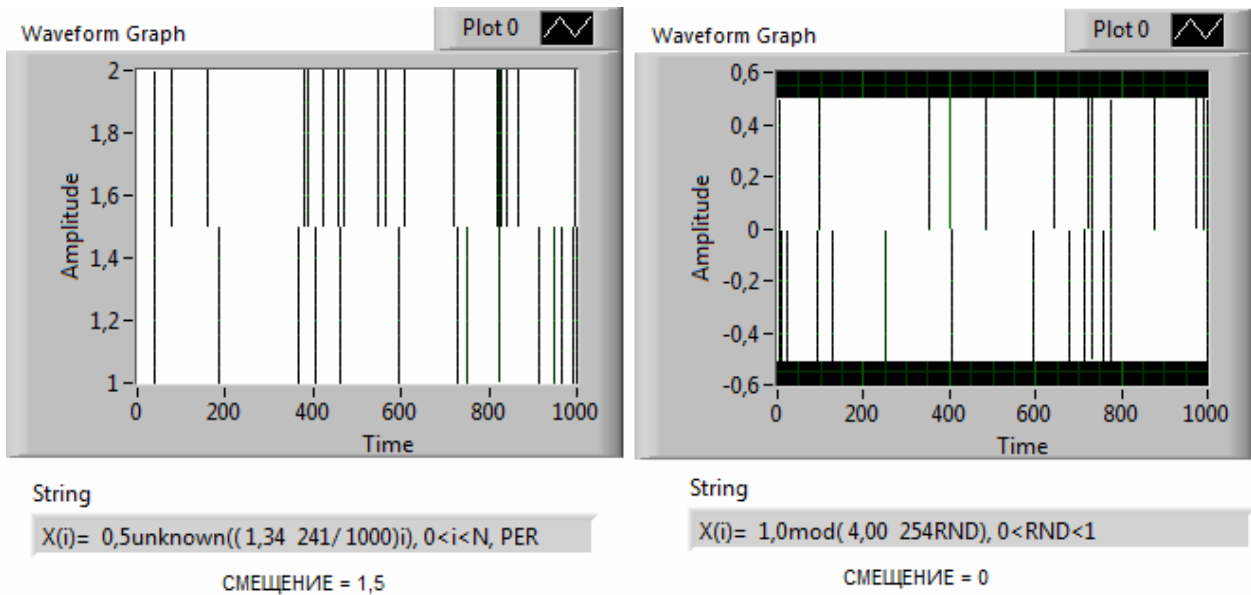 Waveform Graph
Plot 0
2
1,8
1,6
1,4
1,2
1
Amplitude
0 200 400 600 800 1000
Time
String
X(i)= 0,5unknown(( 1,34 241/ 1000)i), 0<i<N, PER
СМЕЩЕНИЕ = 1,5
Waveform Graph
Plot 0
0,6
0,4
0,2
0
-0,2
-0,4
-0,6
Amplitude
0 200 400 600 800 1000
Time
String
X(i)= 1,0mod( 4,00 254RND), 0<RND<1
СМЕЩЕНИЕ = 0